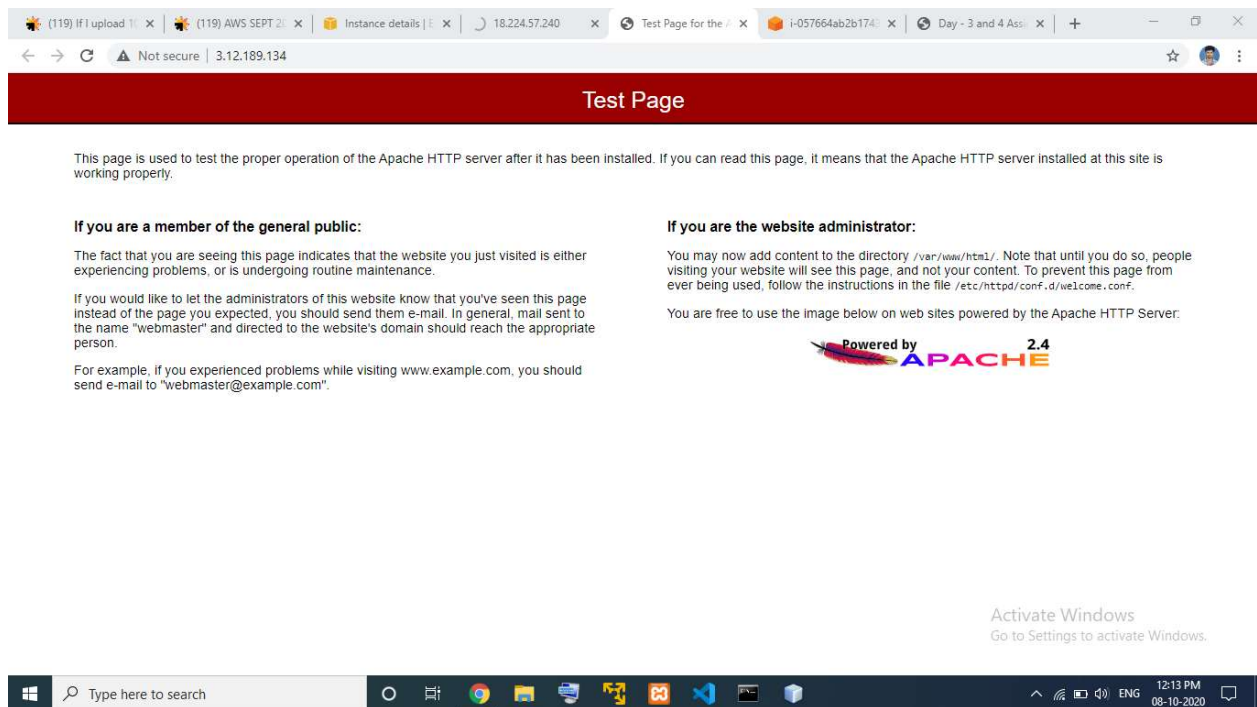 (119) If I upload 1
(119) AWS SEPT 2
Instance details | E
18.224.57.240
Test Page for the A
i-057664ab2b174
Day - 3 and 4 Assi
Not secure | 3.12.189.134
Test Page
This page is used to test the proper operation of the Apache HTTP server after it has been installed. If you can read this page, it means that the Apache HTTP server installed at this site is
working properly.
If you are a member of the general public:
The fact that you are seeing this page indicates that the website you just visited is either
experiencing problems, or is undergoing routine maintenance.
If you would like to let the administrators of this website know that you've seen this page
instead of the page you expected, you should send them e-mail. In general, mail sent to
the name "webmaster" and directed to the website's domain should reach the appropriate
person.
For example, if you experienced problems while visiting www.example.com, you should
send e-mail to "webmaster@example.com".
If you are the website administrator:
You may now add content to the directory /var/www/html/. Note that until you do so, people
visiting your website will see this page, and not your content. To prevent this page from
ever being used, follow the instructions in the file /etc/httpd/conf.d/welcome.conf.
You are free to use the image below on web sites powered by the Apache HTTP Server:
Powered by 2.4
APACHE
Activate Windows
Go to Settings to activate Windows.
Type here to search
ENG
12:13 PM
08-10-2020